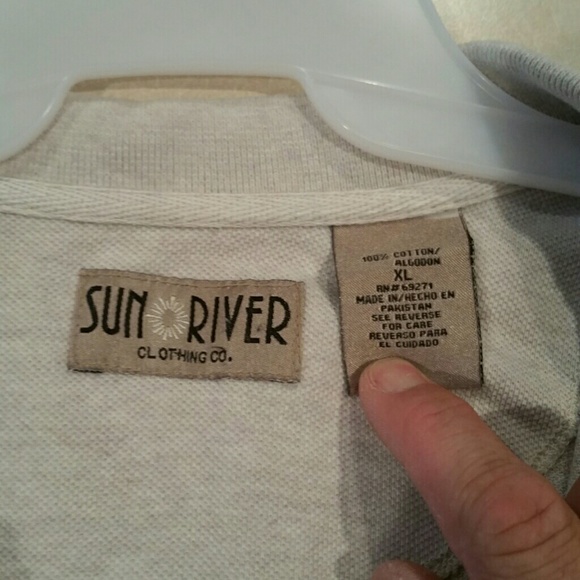 SUN RIVER
CLOTHING CO.
100% COTTON/
ALGODON
XL
RN# 69271
MADE IN/HECHO EN
PAKISTAN
SEE REVERSE
FOR CARE
REVERSO PARA
EL CUIDADO